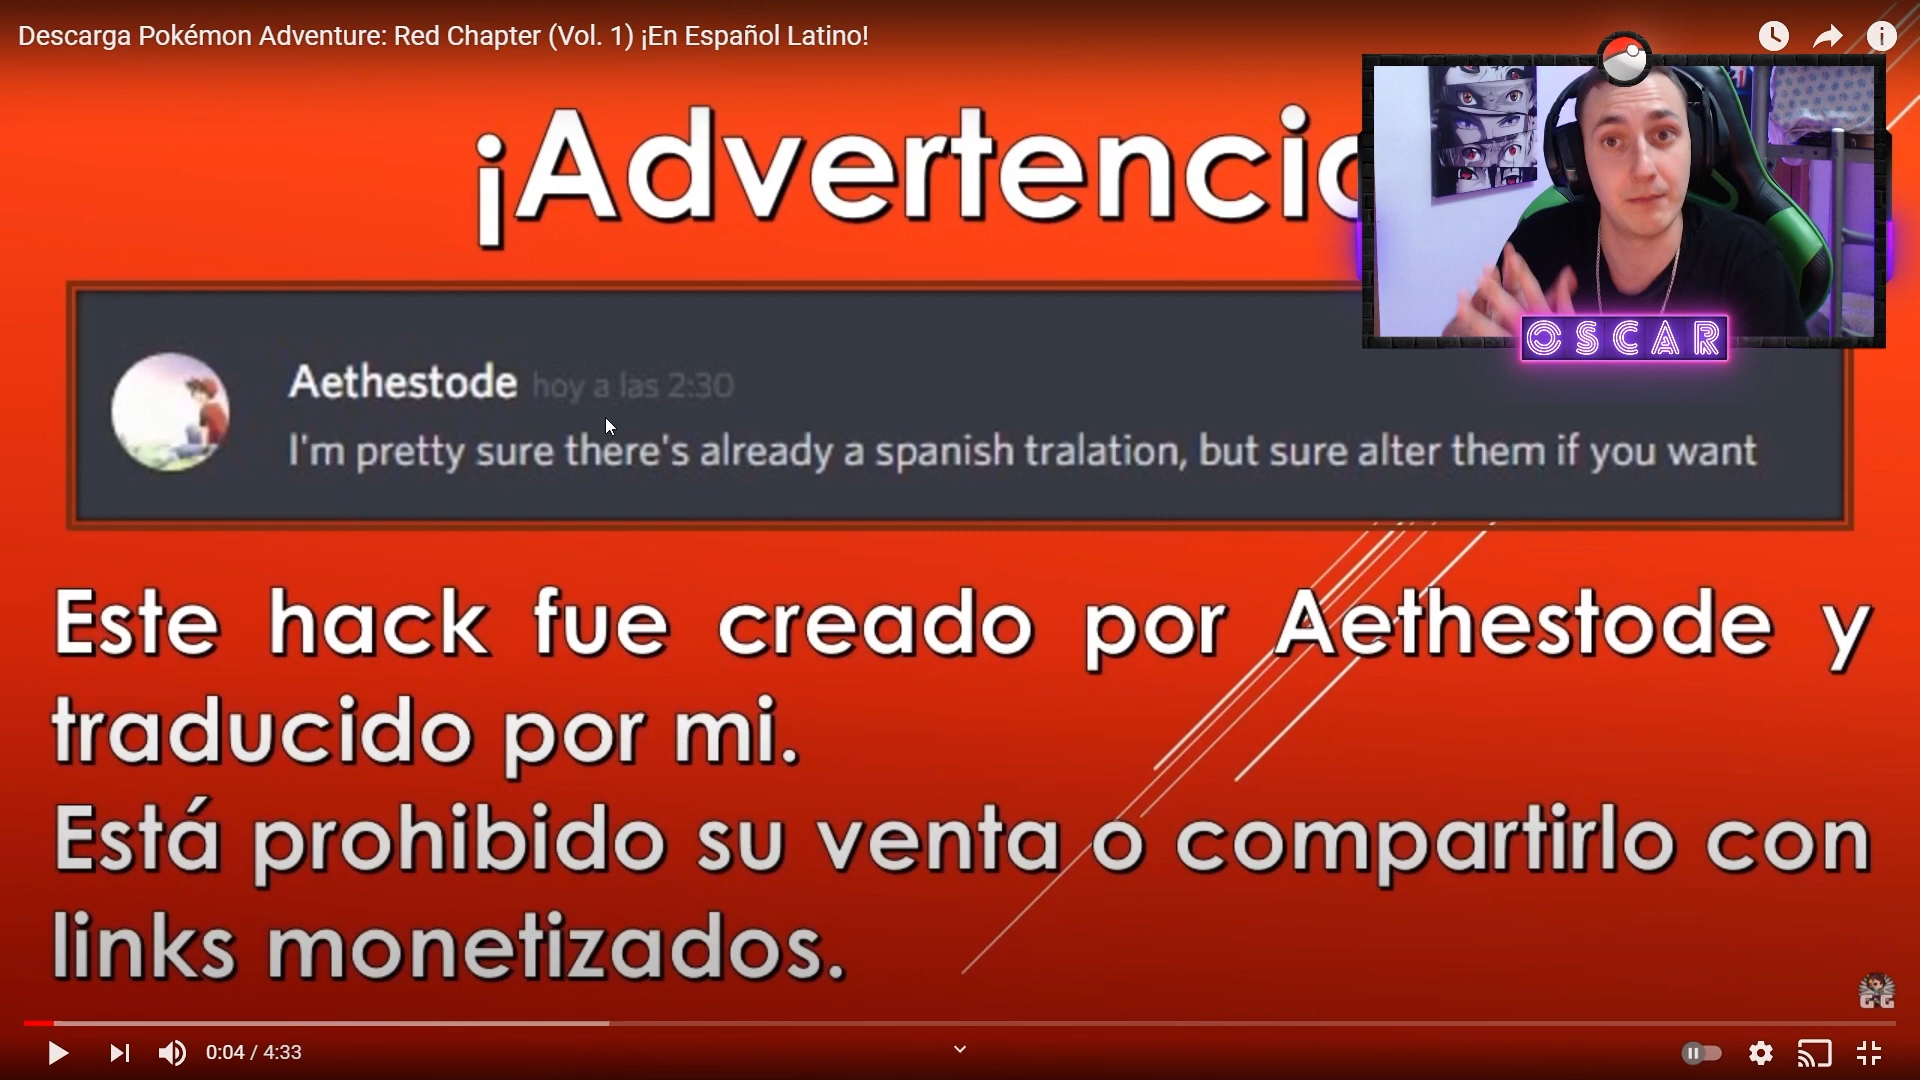 Descarga Pokémon Adventure: Red Chapter (Vol. 1) ¡En Español Latino!
¡Advertencia
OSCAR
Aethestode hoy a las 2:30
I'm pretty sure there's already a spanish tralation, but sure alter them if you want
Este hack fue creado por Aethestode y
traducido por mi.
Está prohibido su venta o compartirlo con
links monetizados.
GG
0:04 / 4:33